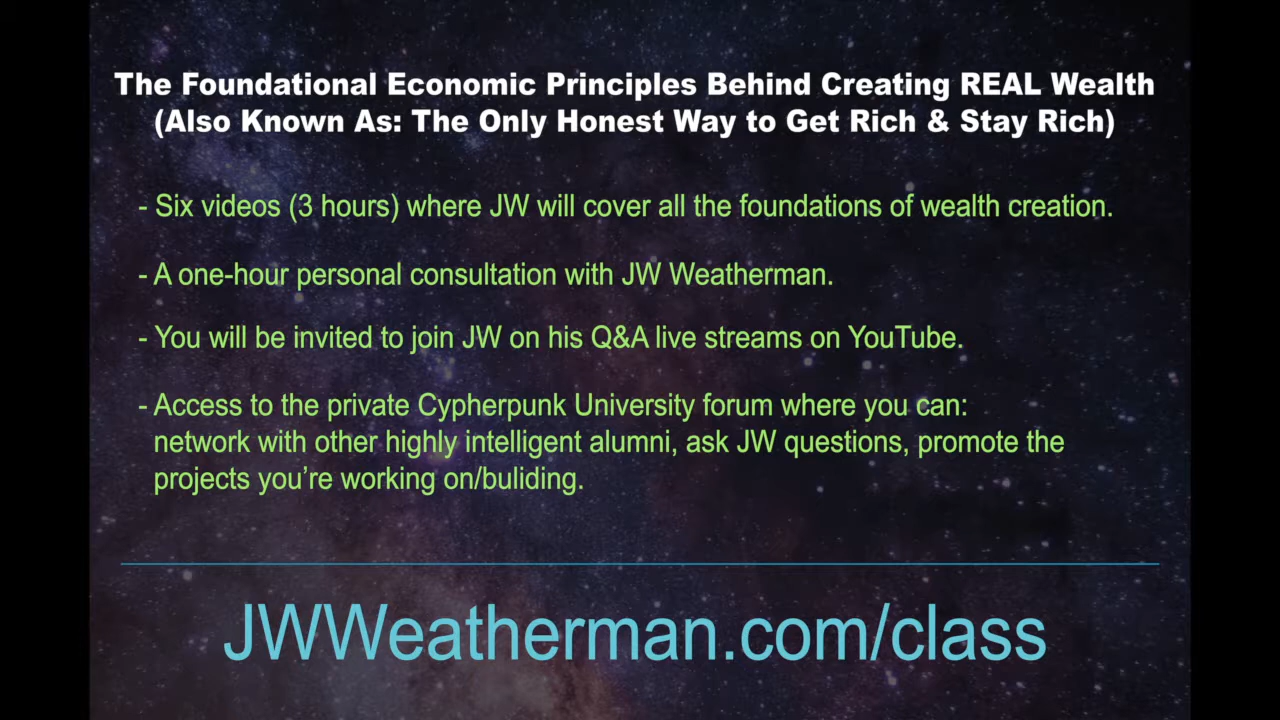 The Foundational Economic Principles Behind Creating REAL Wealth
(Also Known As: The Only Honest Way to Get Rich & Stay Rich)
- Six videos (3 hours) where JW will cover all the foundations of wealth creation.
- A one-hour personal consultation with JW Weatherman.
- You will be invited to join JW on his Q&A live streams on YouTube.
- Access to the private Cypherpunk University forum where you can:
network with other highly intelligent alumni, ask JW questions, promote the
projects you’re working on/buliding.
JWWeatherman.com/class